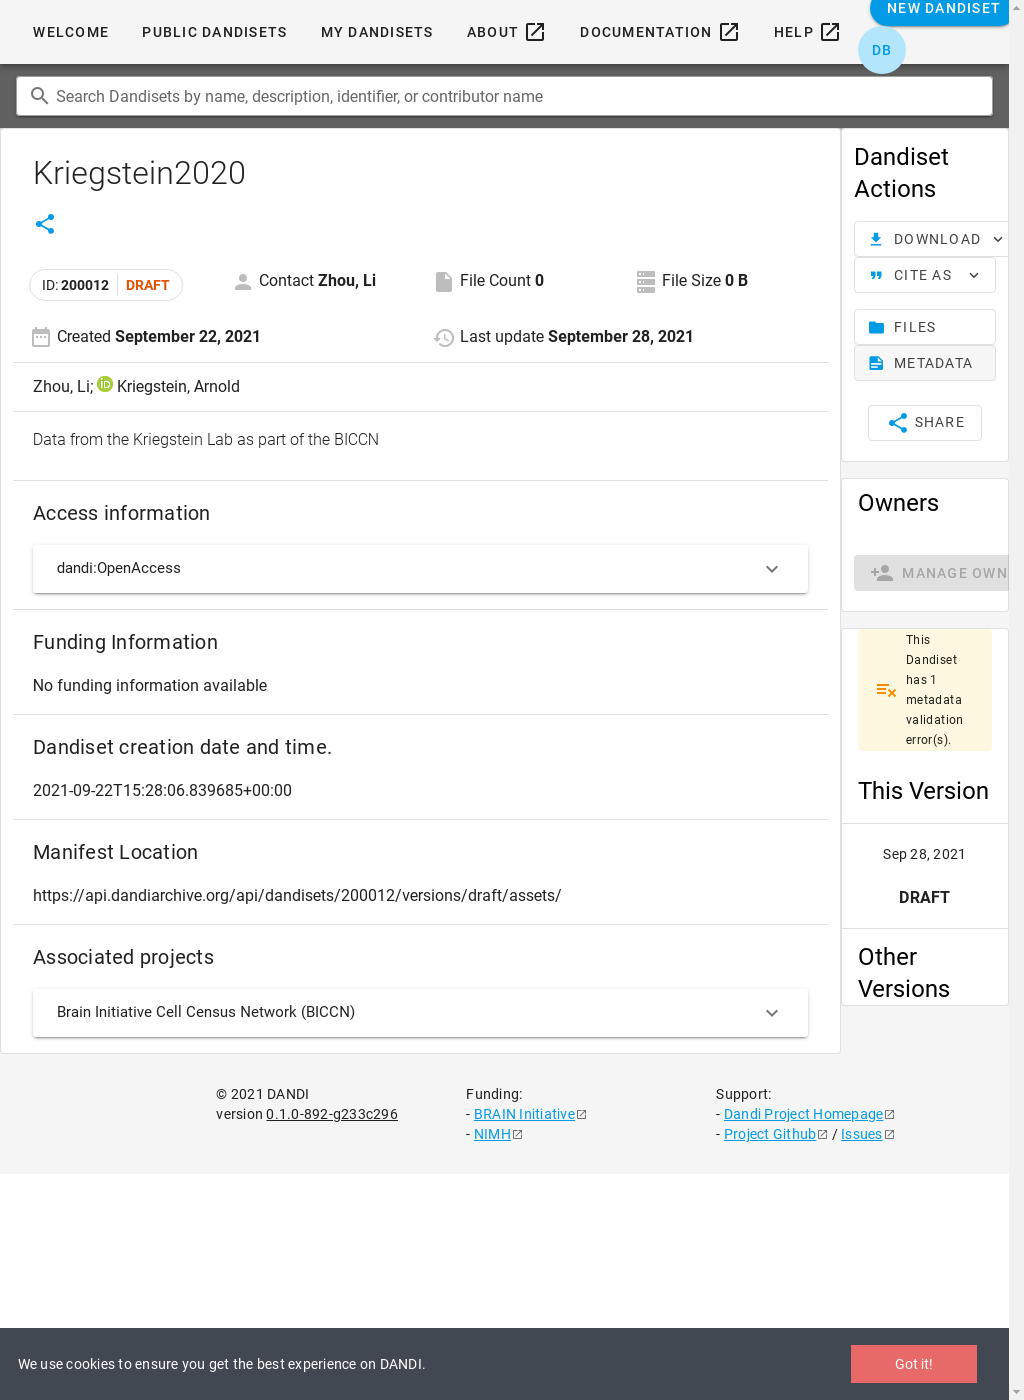 WELCOME
PUBLIC DANDISETS
MY DANDISETS
ABOUT
DOCUMENTATION
HELP
NEW DANDISET
DB
Search Dandisets by name, description, identifier, or contributor name
Kriegstein2020
ID: 200012 DRAFT
Contact Zhou, Li
File Count 0
File Size 0 B
Created September 22, 2021
Last update September 28, 2021
Zhou, Li; Kriegstein, Arnold
Data from the Kriegstein Lab as part of the BICCN
Access information
dandi:OpenAccess
Funding Information
No funding information available
Dandiset creation date and time.
2021-09-22T15:28:06.839685+00:00
Manifest Location
https://api.dandiarchive.org/api/dandisets/200012/versions/draft/assets/
Associated projects
Brain Initiative Cell Census Network (BICCN)
Dandiset
Actions
DOWNLOAD
CITE AS
FILES
METADATA
SHARE
Owners
MANAGE OWN
This
Dandiset
has 1
metadata
validation
error(s).
This Version
Sep 28, 2021
DRAFT
Other
Versions
© 2021 DANDI
version 0.1.0-892-g233c296
Funding:
- BRAIN Initiative
- NIMH
Support:
- Dandi Project Homepage
- Project Github / Issues
We use cookies to ensure you get the best experience on DANDI.
Got it!